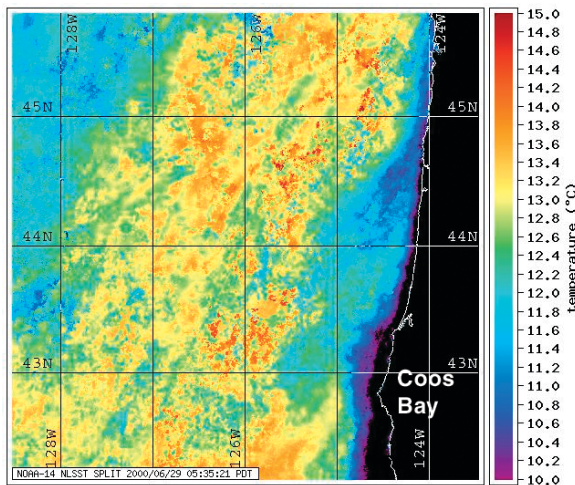 128W
126W
124W
45N
45N
44N
44N
43N
43N
Coos
Bay
128W
126W
124W
NOAA-14 NLSST SPLIT 2000/06/29 05:35:21 PDT
15.0
14.8
14.6
14.4
14.2
14.0
13.8
13.6
13.4
13.2
13.0
12.8
12.6
12.4
12.2
12.0
11.8
11.6
11.4
11.2
11.0
10.8
10.6
10.4
10.2
10.0
temperature (°C)